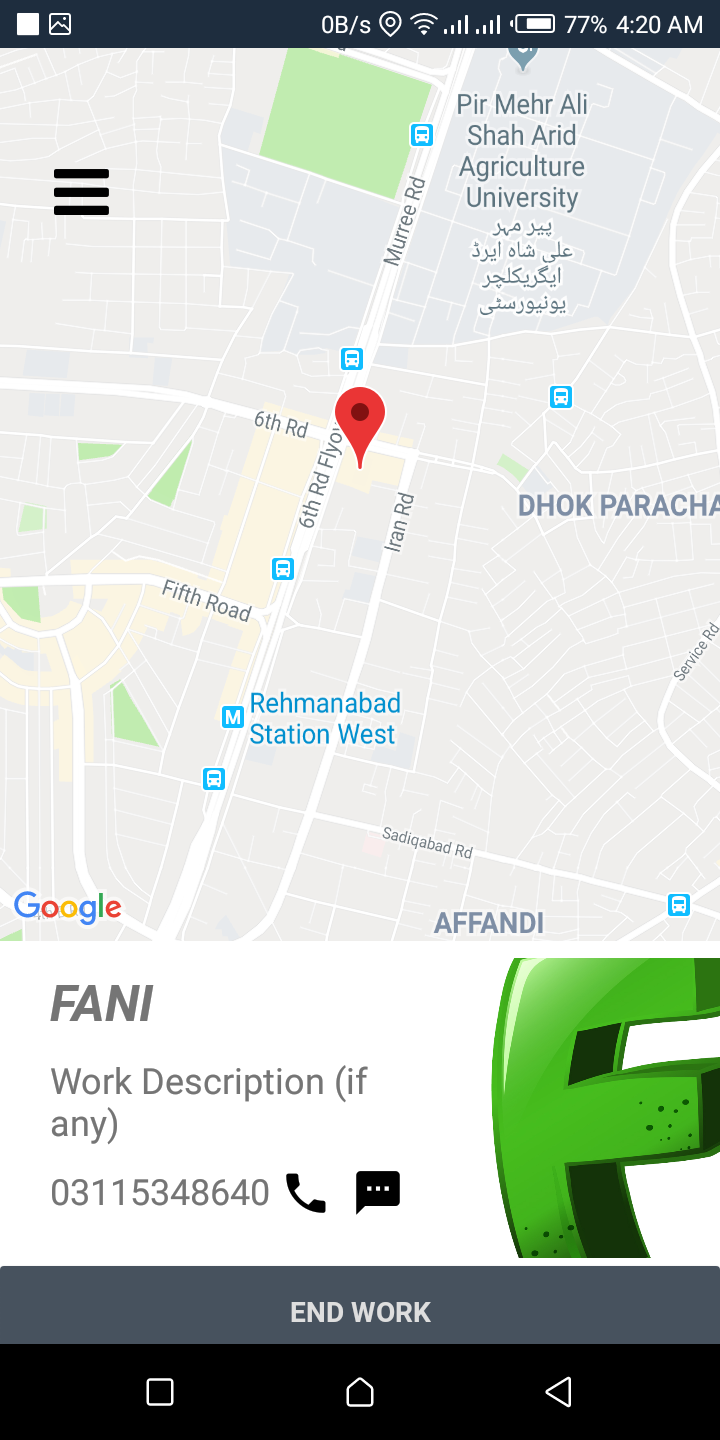 0B/s 77% 4:20 AM
Pir Mehr Ali
Shah Arid
Agriculture
University
پیر مہر
علی شاہ ایرڈ
ایگریکلچر
یونیورسٹی
Murree Rd
6th Rd
6th Rd Flyov
Iran Rd
DHOK PARACHA
Fifth Road
Service Rd
M
Rehmanabad
Station West
Sadiqabad Rd
Google
AFFANDI
FANI
Work Description (if
any)
03115348640
END WORK